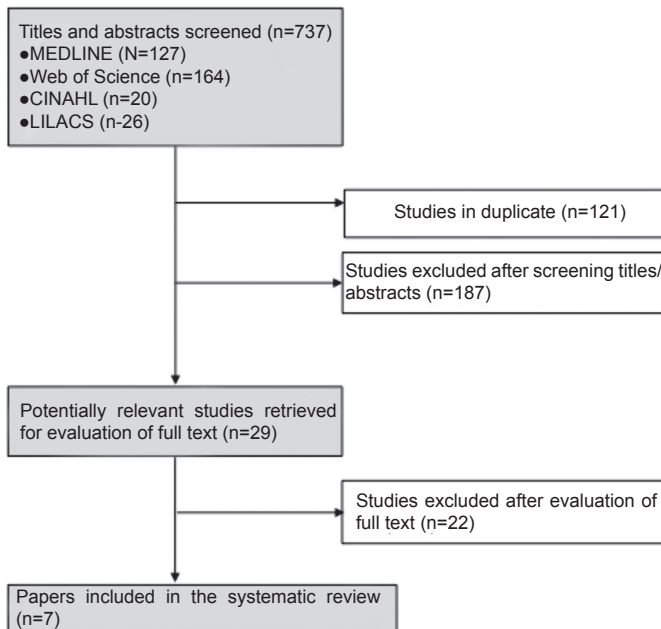 Titles and abstracts screened (n=737)
●MEDLINE (N=127)
●Web of Science (n=164)
●CINAHL (n=20)
●LILACS (n-26)
Studies in duplicate (n=121)
Studies excluded after screening titles/
abstracts (n=187)
Potentially relevant studies retrieved
for evaluation of full text (n=29)
Studies excluded after evaluation of
full text (n=22)
Papers included in the systematic review
(n=7)